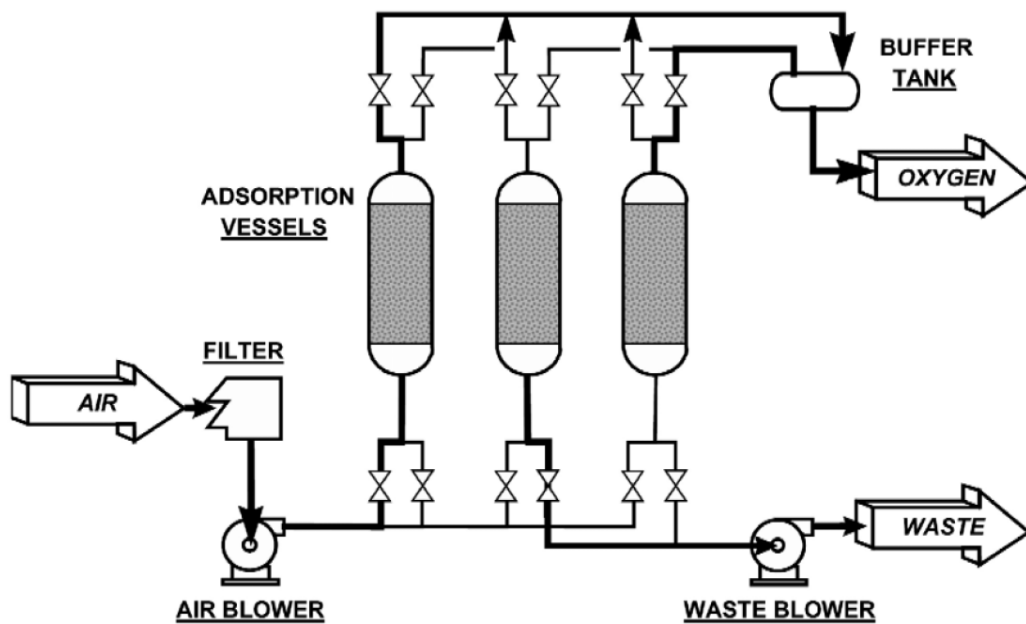 BUFFER
TANK
OXYGEN
ADSORPTION
VESSELS
FILTER
AIR
WASTE
AIR BLOWER
WASTE BLOWER